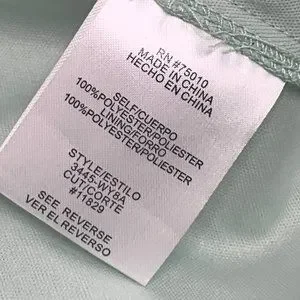 RN #75010
MADE IN CHINA
HECHO EN CHINA
SELF/CUERPO
100%POLYESTER/POLIESTER
LINING/FORRO
100%POLYESTER/POLIESTER
STYLE/ESTILO
3445-WY8A
CUT/CORTE
#11829
SEE REVERSE
VER EL REVERSO